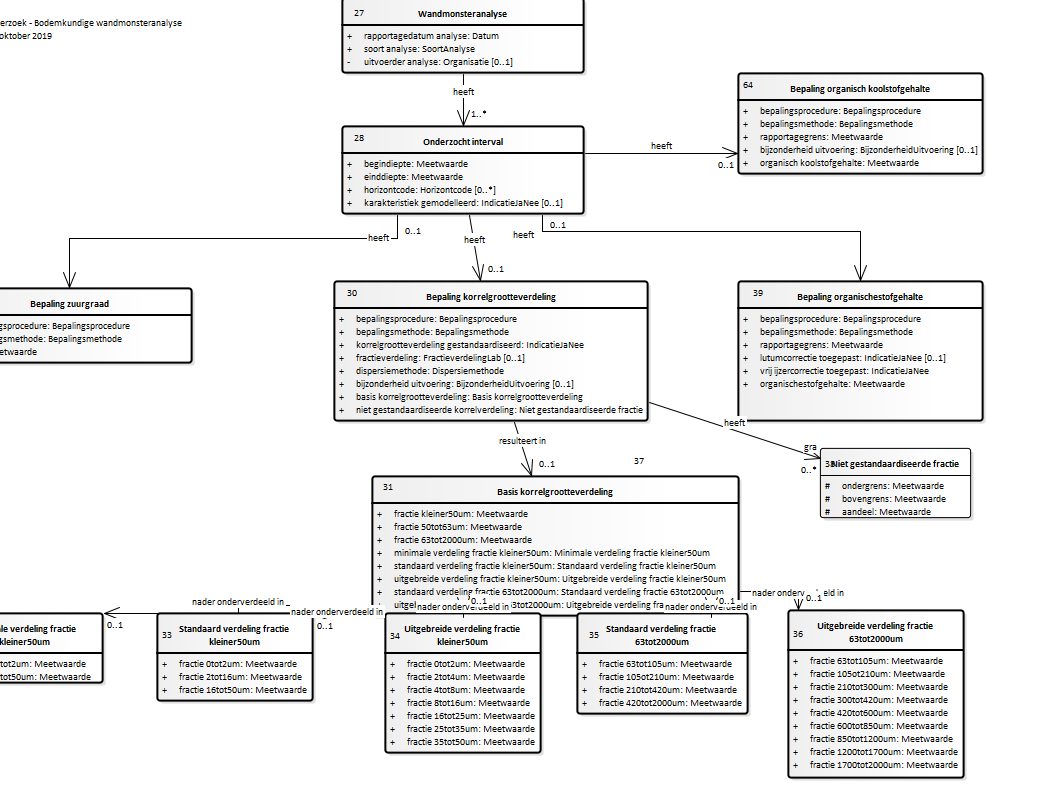 erzoek - Bodemkundige wandmonsteranalyse
oktober 2019
27 Wandmonsteranalyse
+ rapportagedatum analyse: Datum
+ soort analyse: SoortAnalyse
- uitvoerder analyse: Organisatie [0..1]
heeft
1..*
28 Onderzocht interval
+ begindiepte: Meetwaarde
+ einddiepte: Meetwaarde
+ horizontcode: Horizontcode [0..*]
+ karakteristiek gemodelleerd: IndicatieJaNee [0..1]
heeft
0..1
64 Bepaling organisch koolstofgehalte
+ bepalingsprocedure: Bepalingsprocedure
+ bepalingsmethode: Bepalingsmethode
+ rapportagegrens: Meetwaarde
+ bijzonderheid uitvoering: BijzonderheidUitvoering [0..1]
+ organisch koolstofgehalte: Meetwaarde
heeft 0..1
heeft
0..1
heeft
0..1
Bepaling zuurgraad
gsprocedure: Bepalingsprocedure
gsmethode: Bepalingsmethode
etwaarde
30 Bepaling korrelgrootteverdeling
+ bepalingsprocedure: Bepalingsprocedure
+ bepalingsmethode: Bepalingsmethode
+ korrelgrootteverdeling gestandaardiseerd: IndicatieJaNee
+ fractieverdeling: FractieverdelingLab [0..1]
+ dispersiemethode: Dispersiemethode
+ bijzonderheid uitvoering: BijzonderheidUitvoering [0..1]
+ basis korrelgrootteverdeling: Basis korrelgrootteverdeling
+ niet gestandaardiseerde korrelverdeling: Niet gestandaardiseerde fractie
39 Bepaling organischestofgehalte
+ bepalingsprocedure: Bepalingsprocedure
+ bepalingsmethode: Bepalingsmethode
+ rapportagegrens: Meetwaarde
+ lutumcorrectie toegepast: IndicatieJaNee [0..1]
+ vrij ijzercorrectie toegepast: IndicatieJaNee
+ organischestofgehalte: Meetwaarde
heeft
gra
0..*
resulteert in
0..1
37
Niet gestandaardiseerde fractie
# ondergrens: Meetwaarde
# bovengrens: Meetwaarde
# aandeel: Meetwaarde
31 Basis korrelgrootteverdeling
+ fractie kleiner50um: Meetwaarde
+ fractie 50tot63um: Meetwaarde
+ fractie 63tot2000um: Meetwaarde
+ minimale verdeling fractie kleiner50um: Minimale verdeling fractie kleiner50um
+ standaard verdeling fractie kleiner50um: Standaard verdeling fractie kleiner50um
+ uitgebreide verdeling fractie kleiner50um: Uitgebreide verdeling fractie kleiner50um
+ standaard verdeling fractie 63tot2000um: Standaard verdeling fractie 63tot2000um
+ uitgel 3tot2000um: Uitgebreide verdeling fra
nader onderverdeeld in
0..1
nader onderverdeeld in
0..1
nader onderverdeeld in
0..1
nader onderverdeeld in
0..1
nader onderv eld in
0..1
le verdeling fractie
kleiner50um
tot2um: Meetwaarde
tot50um: Meetwaarde
33 Standaard verdeling fractie
kleiner50um
+ fractie 0tot2um: Meetwaarde
+ fractie 2tot16um: Meetwaarde
+ fractie 16tot50um: Meetwaarde
34 Uitgebreide verdeling fractie
kleiner50um
+ fractie 0tot2um: Meetwaarde
+ fractie 2tot4um: Meetwaarde
+ fractie 4tot8um: Meetwaarde
+ fractie 8tot16um: Meetwaarde
+ fractie 16tot25um: Meetwaarde
+ fractie 25tot35um: Meetwaarde
+ fractie 35tot50um: Meetwaarde
35 Standaard verdeling fractie
63tot2000um
+ fractie 63tot105um: Meetwaarde
+ fractie 105tot210um: Meetwaarde
+ fractie 210tot420um: Meetwaarde
+ fractie 420tot2000um: Meetwaarde
36 Uitgebreide verdeling fractie
63tot2000um
+ fractie 63tot105um: Meetwaarde
+ fractie 105tot210um: Meetwaarde
+ fractie 210tot300um: Meetwaarde
+ fractie 300tot420um: Meetwaarde
+ fractie 420tot600um: Meetwaarde
+ fractie 600tot850um: Meetwaarde
+ fractie 850tot1200um: Meetwaarde
+ fractie 1200tot1700um: Meetwaarde
+ fractie 1700tot2000um: Meetwaarde